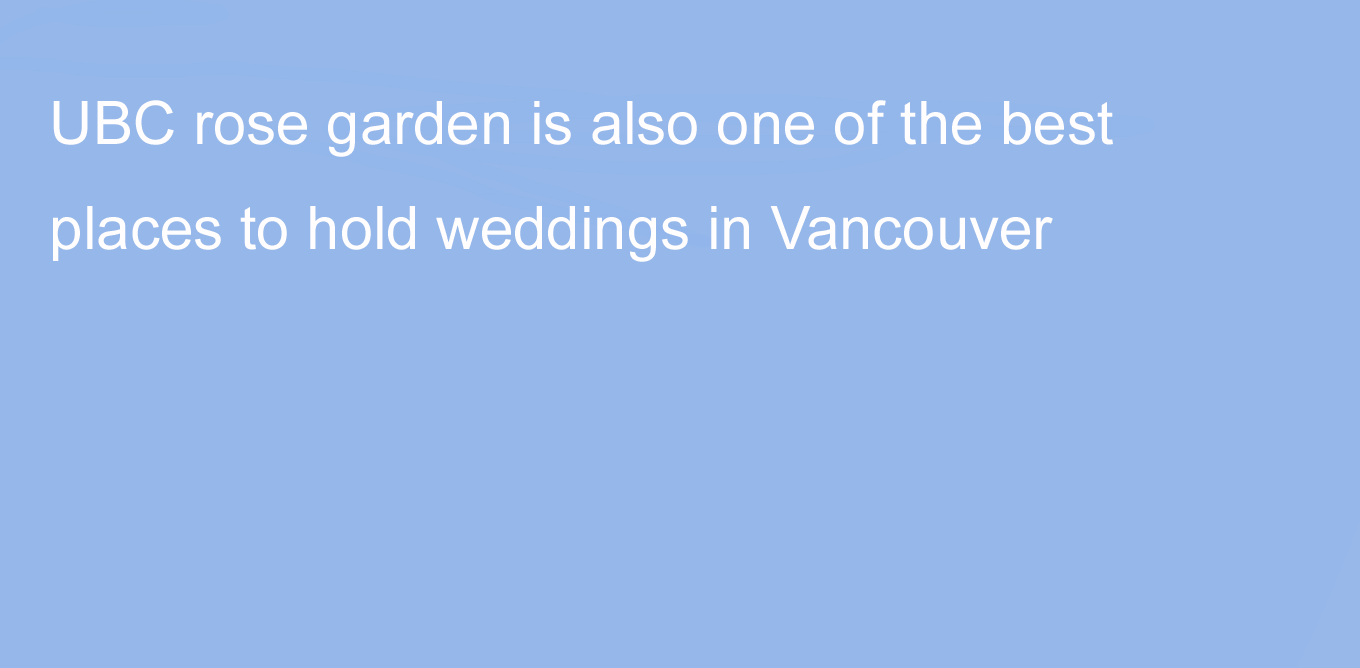 UBC rose garden is also one of the best
places to hold weddings in Vancouver